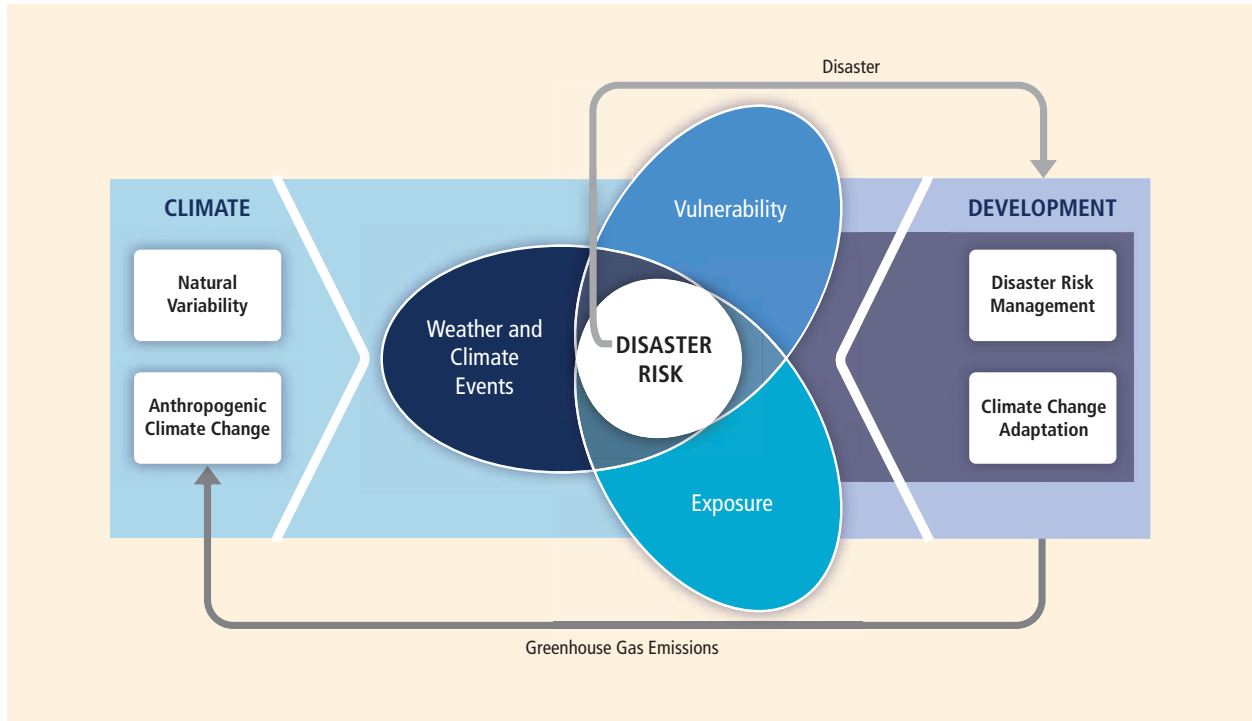 Disaster
CLIMATE
Natural
Variability
Anthropogenic
Climate Change
Vulnerability
Weather and
Climate
Events
DISASTER
RISK
Exposure
DEVELOPMENT
Disaster Risk
Management
Climate Change
Adaptation
Greenhouse Gas Emissions